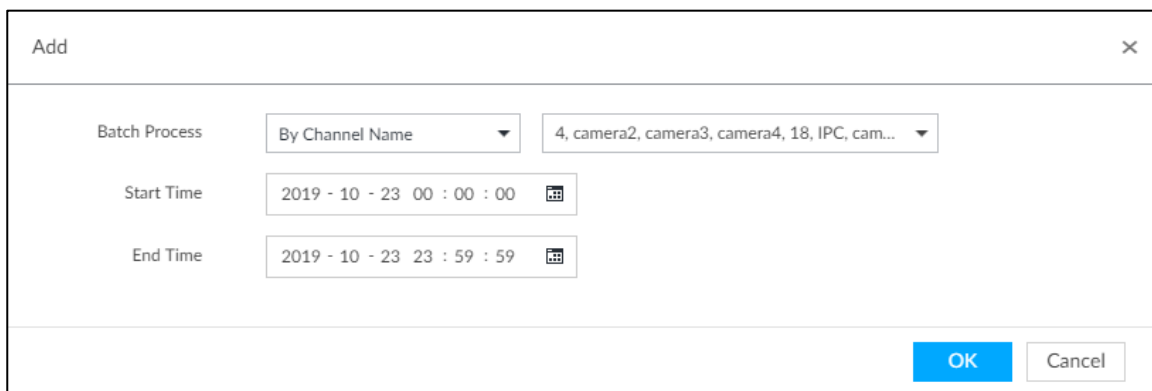 Add
Batch Process By Channel Name 4, camera2, camera3, camera4, 18, IPC, cam...
Start Time 2019 - 10 - 23 00 : 00 : 00
End Time 2019 - 10 - 23 23 : 59 : 59
OK Cancel